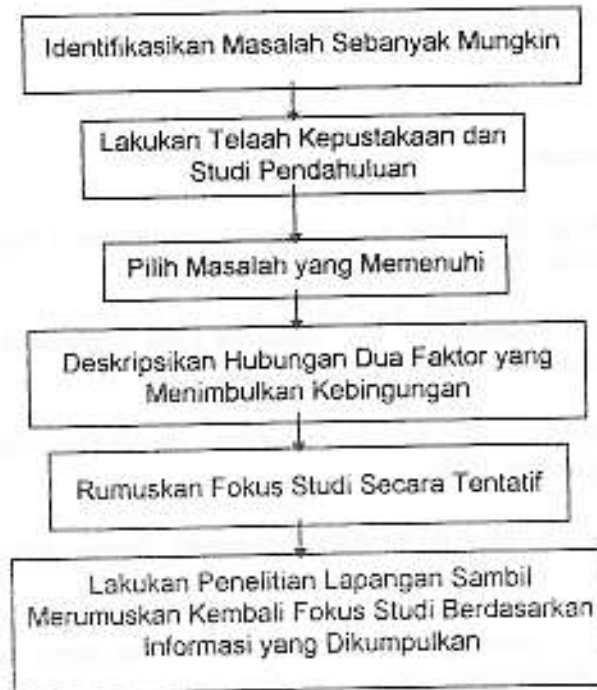 Identifikasikan Masalah Sebanyak Mungkin
Lakukan Telaah Kepustakaan dan
Studi Pendahuluan
Pilih Masalah yang Memenuhi
Deskripsikan Hubungan Dua Faktor yang
Menimbulkan Kebingungan
Rumuskan Fokus Studi Secara Tentatif
Lakukan Penelitian Lapangan Sambil
Merumuskan Kembali Fokus Studi Berdasarkan
Informasi yang Dikumpulkan